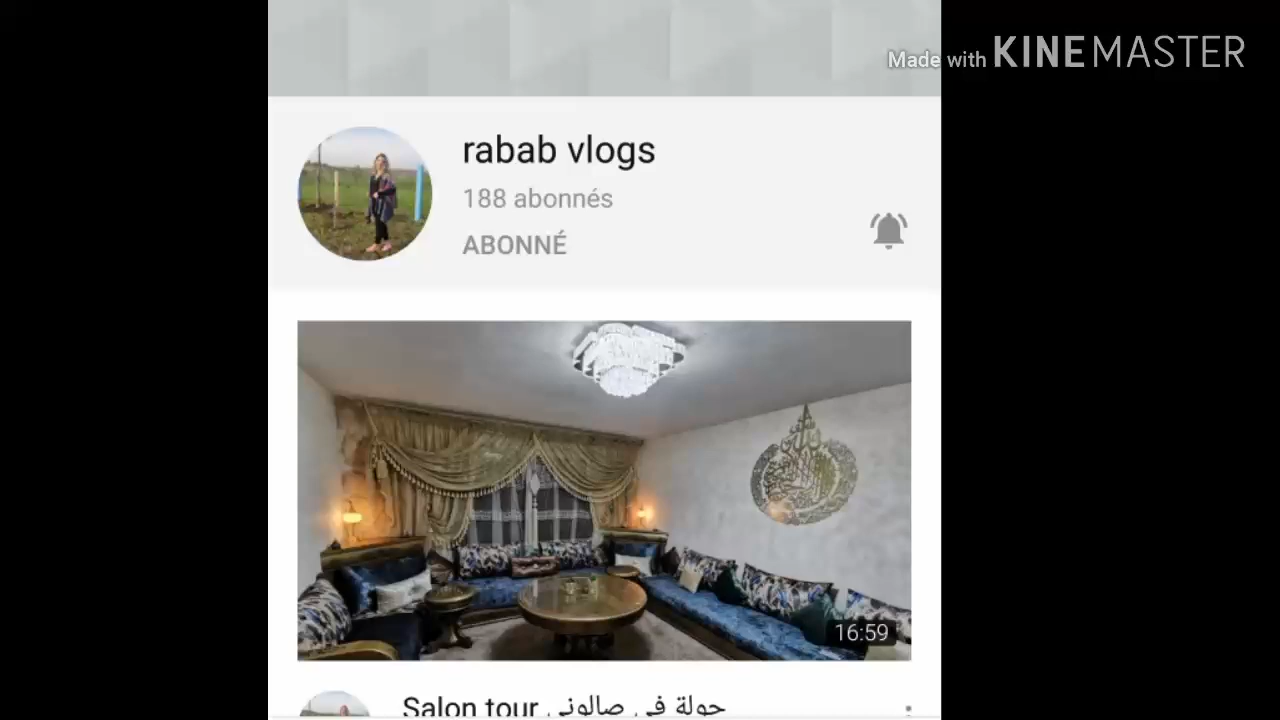 Made with KINEMASTER
rabab vlogs
188 abonnés
ABONNÉ
16:59
Salon tour حولة في صالوني